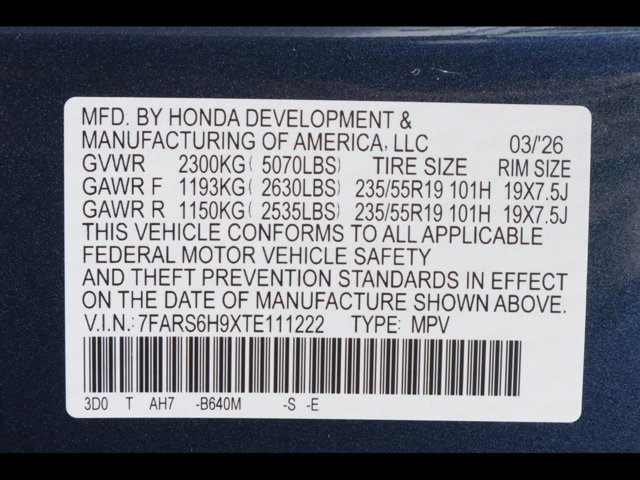 MFD. BY HONDA DEVELOPMENT &
MANUFACTURING OF AMERICA, LLC 03/'26
GVWR 2300KG( 5070LBS) TIRE SIZE RIM SIZE
GAWR F 1193KG( 2630LBS) 235/55R19 101H 19X7.5J
GAWR R 1150KG( 2535LBS) 235/55R19 101H 19X7.5J
THIS VEHICLE CONFORMS TO ALL APPLICABLE
FEDERAL MOTOR VEHICLE SAFETY
AND THEFT PREVENTION STANDARDS IN EFFECT
ON THE DATE OF MANUFACTURE SHOWN ABOVE.
V.I.N.: 7FARS6H9XTE111222 TYPE: MPV
3D0 T AH7 -B640M -S -E